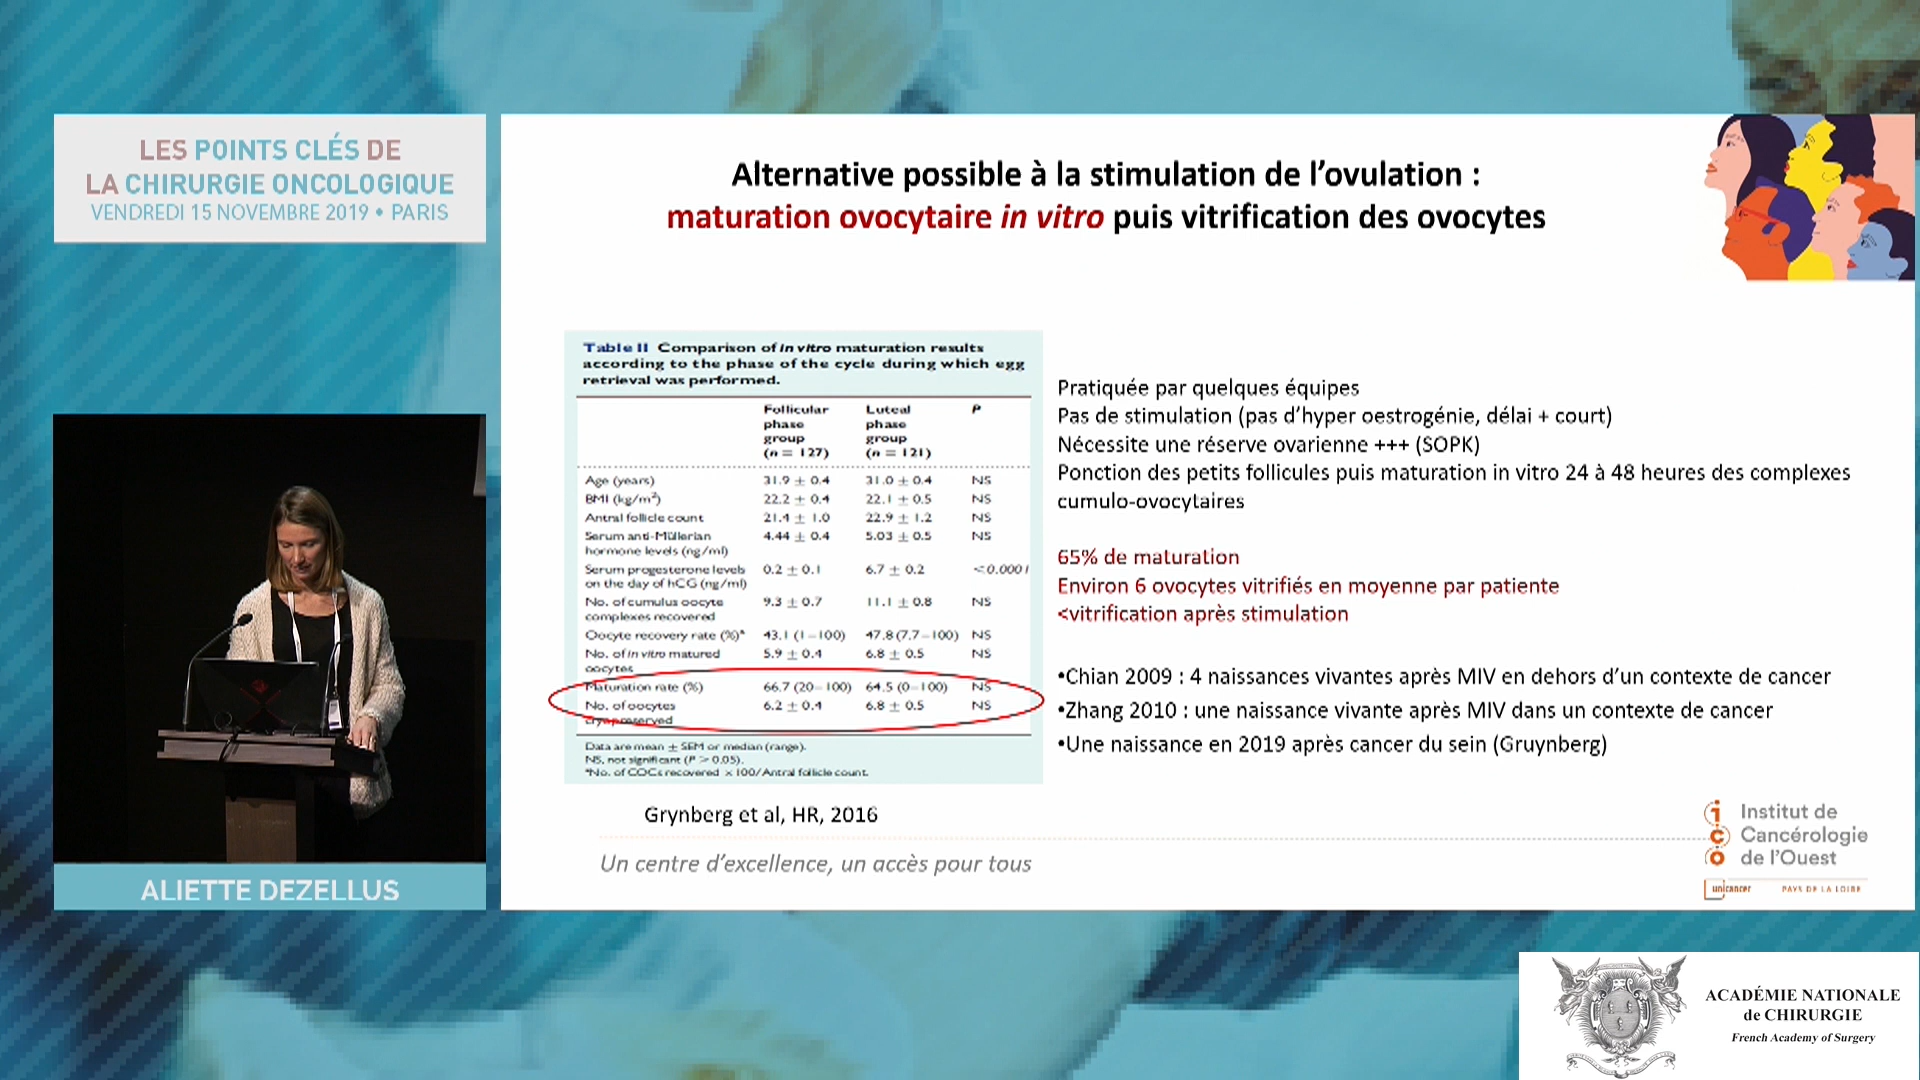 LES POINTS CLÉS DE
LA CHIRURGIE ONCOLOGIQUE
VENDREDI 15 NOVEMBRE 2019 • PARIS
ALIETTE DEZELLUS
Alternative possible à la stimulation de l'ovulation :
maturation ovocytaire in vitro puis vitrification des ovocytes
Table II Comparison of in vitro maturation results
according to the phase of the cycle during which egg
retrieval was performed.
Follicular phase group (n = 127) Luteal phase group (n = 121) P
Age (years) 31.9 ± 0.4 31.0 ± 0.4 NS
BMI (kg/m²) 22.2 ± 0.4 22.1 ± 0.5 NS
Antral follicle count 21.4 ± 1.0 22.9 ± 1.2 NS
Serum anti-Müllerian 4.44 ± 0.4 5.03 ± 0.5 NS
hormone levels (ng/ml)
Serum progesterone levels 0.2 ± 0.1 6.7 ± 0.2 <0.0001
on the day of hCG (ng/ml)
No. of cumulus oocyte 9.3 ± 0.7 11.1 ± 0.8 NS
complexes recovered
Oocyte recovery rate (%)* 43.1 (1–100) 47.8 (7.7–100) NS
No. of in vitro matured 5.9 ± 0.4 6.8 ± 0.5 NS
oocytes
Maturation rate (%) 66.7 (20–100) 64.5 (0–100) NS
No. of oocytes 6.2 ± 0.4 6.8 ± 0.5 NS
cryopreserved
Data are mean ± SEM or median (range).
NS, not significant (P > 0.05).
*No. of COCs recovered × 100/Antral follicle count.
Grynberg et al, HR, 2016
Pratiquée par quelques équipes
Pas de stimulation (pas d'hyper oestrogénie, délai + court)
Nécessite une réserve ovarienne +++ (SOPK)
Ponction des petits follicules puis maturation in vitro 24 à 48 heures des complexes
cumulo-ovocytaires
65% de maturation
Environ 6 ovocytes vitrifiés en moyenne par patiente
<vitrification après stimulation
•Chian 2009 : 4 naissances vivantes après MIV en dehors d'un contexte de cancer
•Zhang 2010 : une naissance vivante après MIV dans un contexte de cancer
•Une naissance en 2019 après cancer du sein (Gruynberg)
Un centre d'excellence, un accès pour tous
ico
Institut de
Cancérologie
de l'Ouest
unicancer PAYS DE LA LOIRE
ACADÉMIE NATIONALE
de CHIRURGIE
French Academy of Surgery